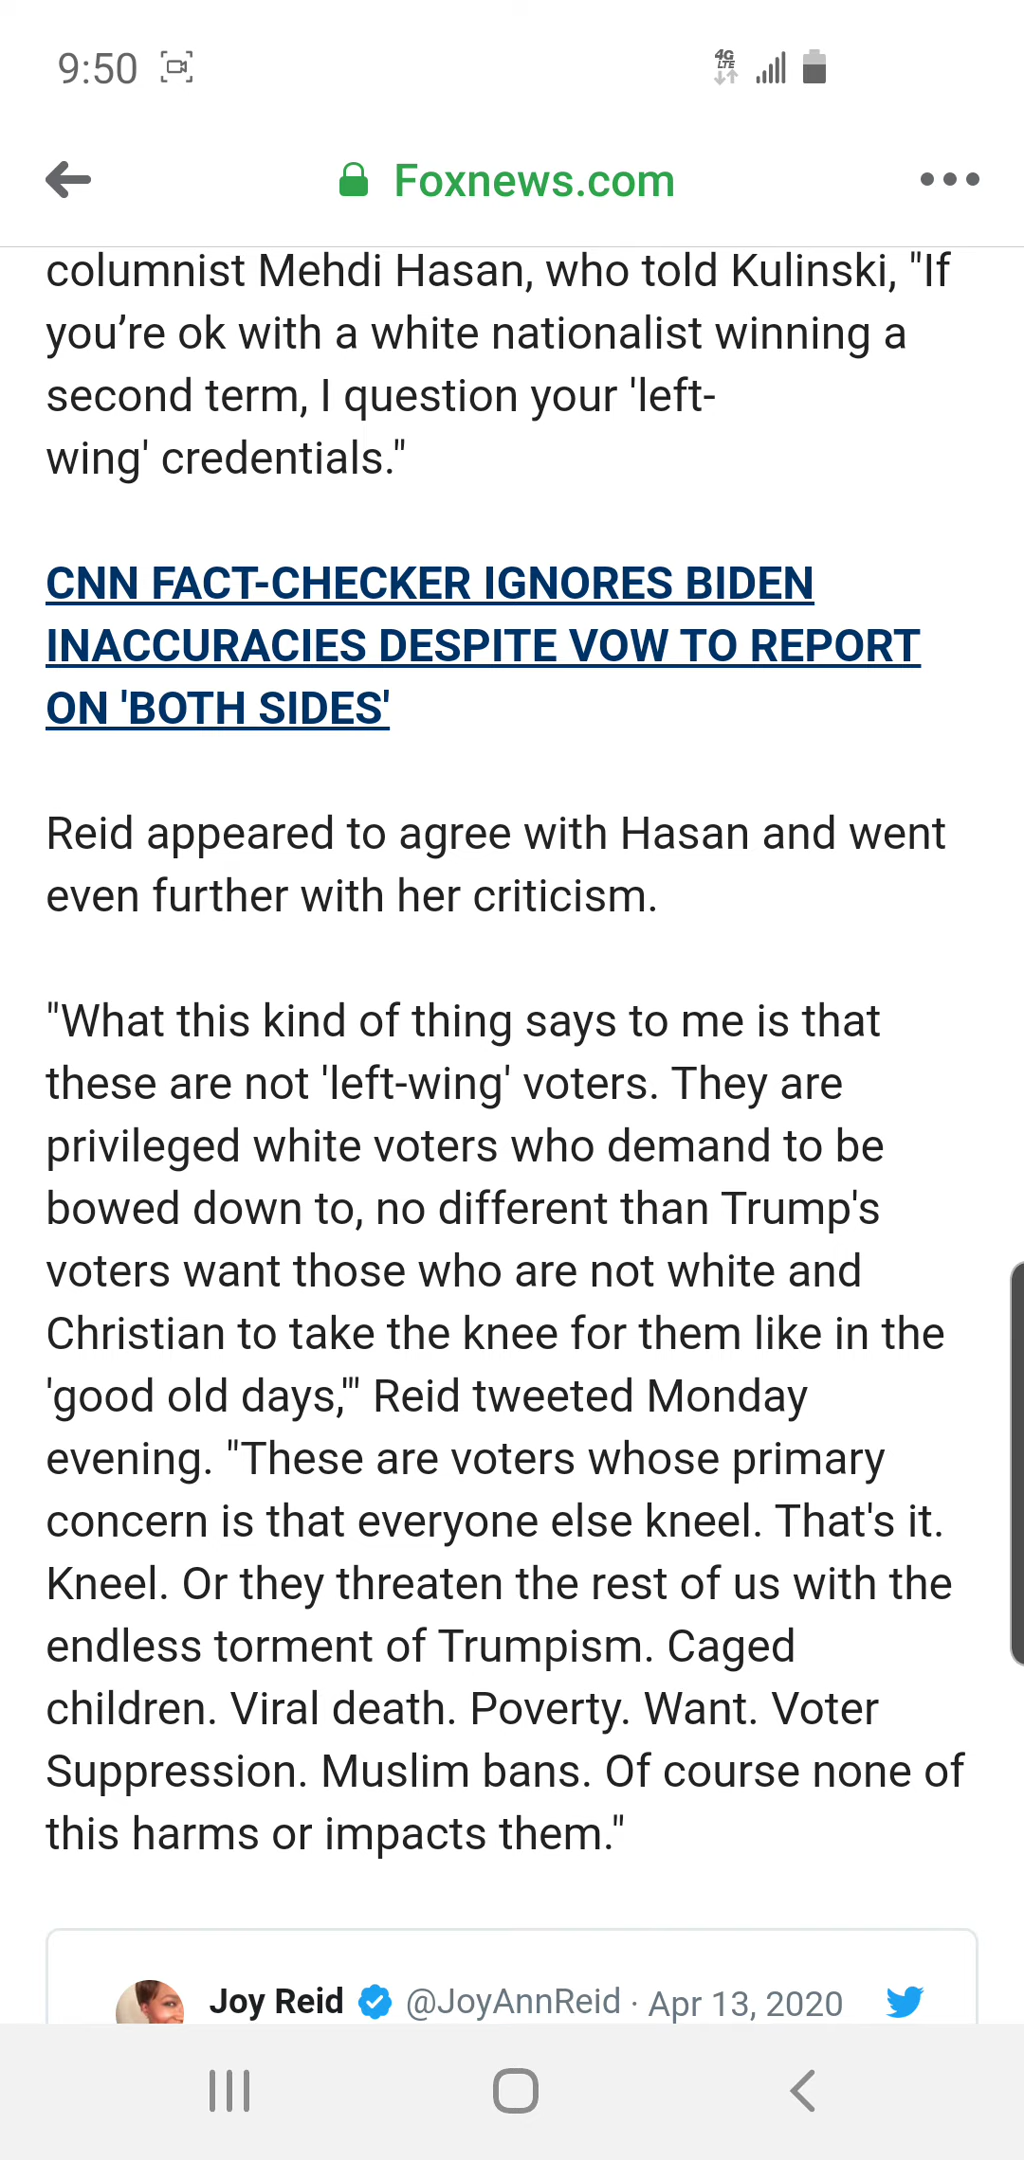 9:50
4G
LTE
Foxnews.com
columnist Mehdi Hasan, who told Kulinski, "If
you’re ok with a white nationalist winning a
second term, I question your 'left-
wing' credentials."
CNN FACT-CHECKER IGNORES BIDEN
INACCURACIES DESPITE VOW TO REPORT
ON 'BOTH SIDES'
Reid appeared to agree with Hasan and went
even further with her criticism.
"What this kind of thing says to me is that
these are not 'left-wing' voters. They are
privileged white voters who demand to be
bowed down to, no different than Trump's
voters want those who are not white and
Christian to take the knee for them like in the
'good old days,'" Reid tweeted Monday
evening. "These are voters whose primary
concern is that everyone else kneel. That's it.
Kneel. Or they threaten the rest of us with the
endless torment of Trumpism. Caged
children. Viral death. Poverty. Want. Voter
Suppression. Muslim bans. Of course none of
this harms or impacts them."
Joy Reid @JoyAnnReid · Apr 13, 2020